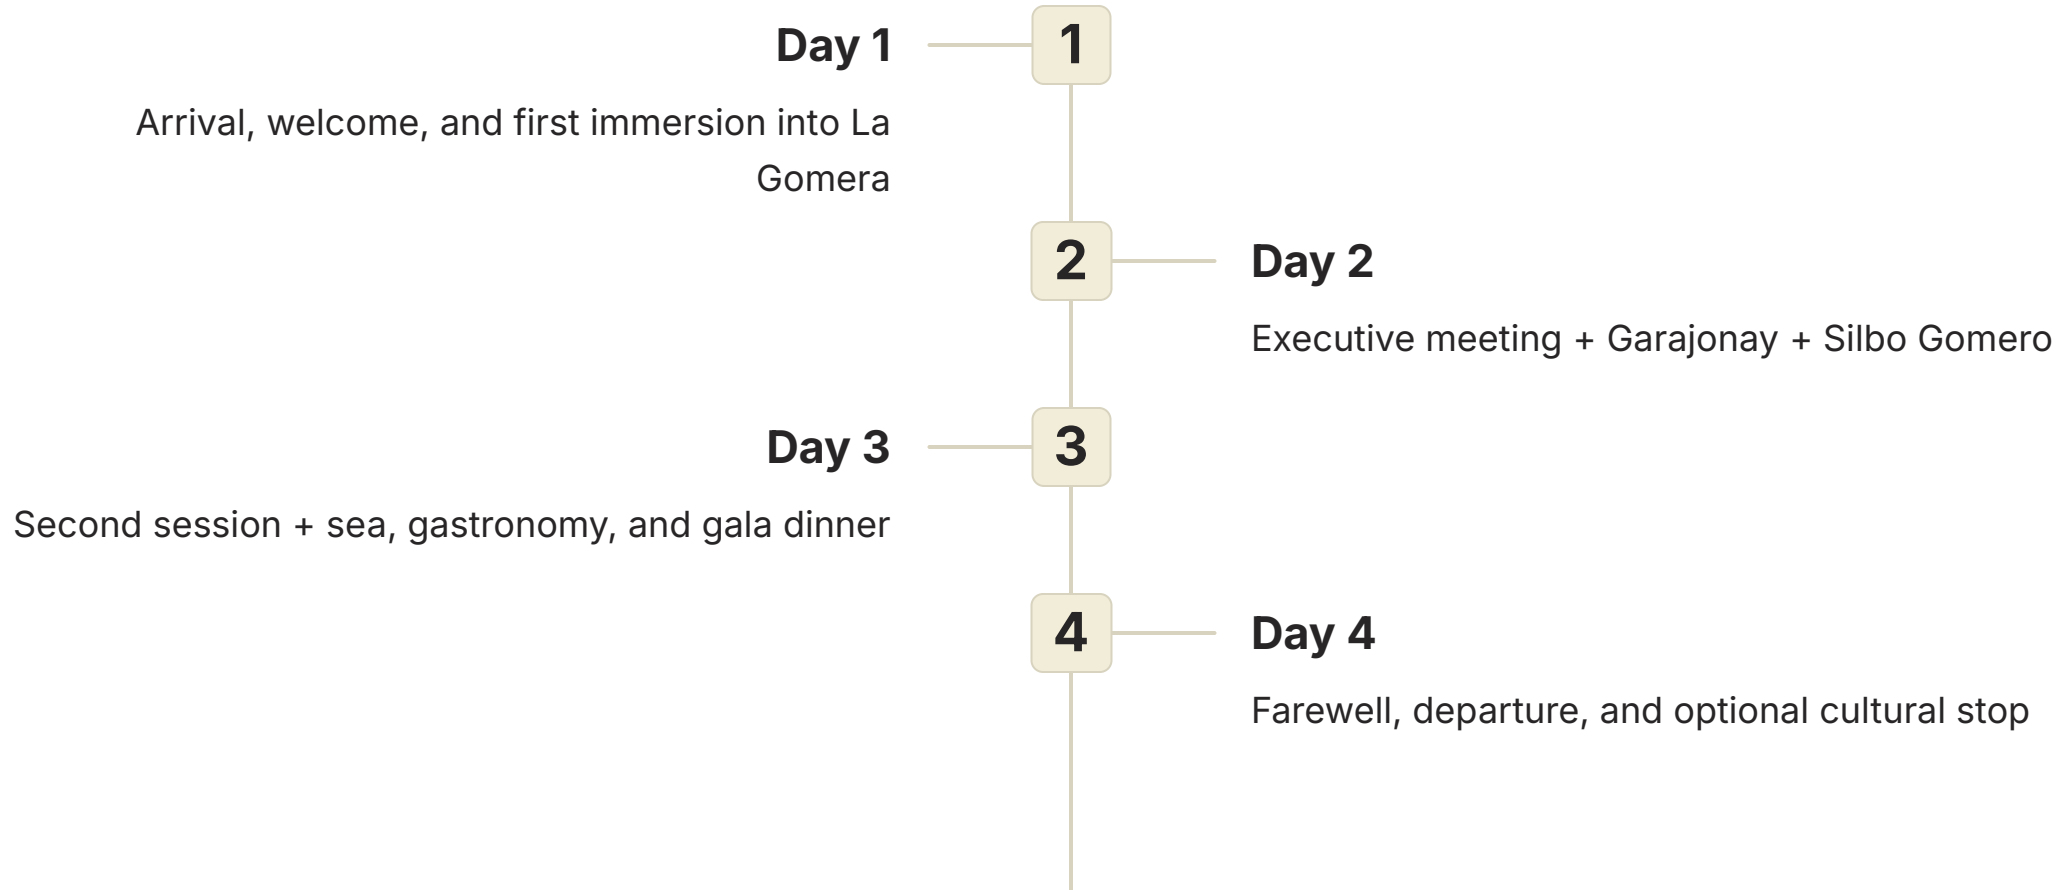 Day 1
1
Arrival, welcome, and first immersion into La
Gomera
2
Day 2
Executive meeting + Garajonay + Silbo Gomero
Day 3
3
Second session + sea, gastronomy, and gala dinner
4
Day 4
Farewell, departure, and optional cultural stop